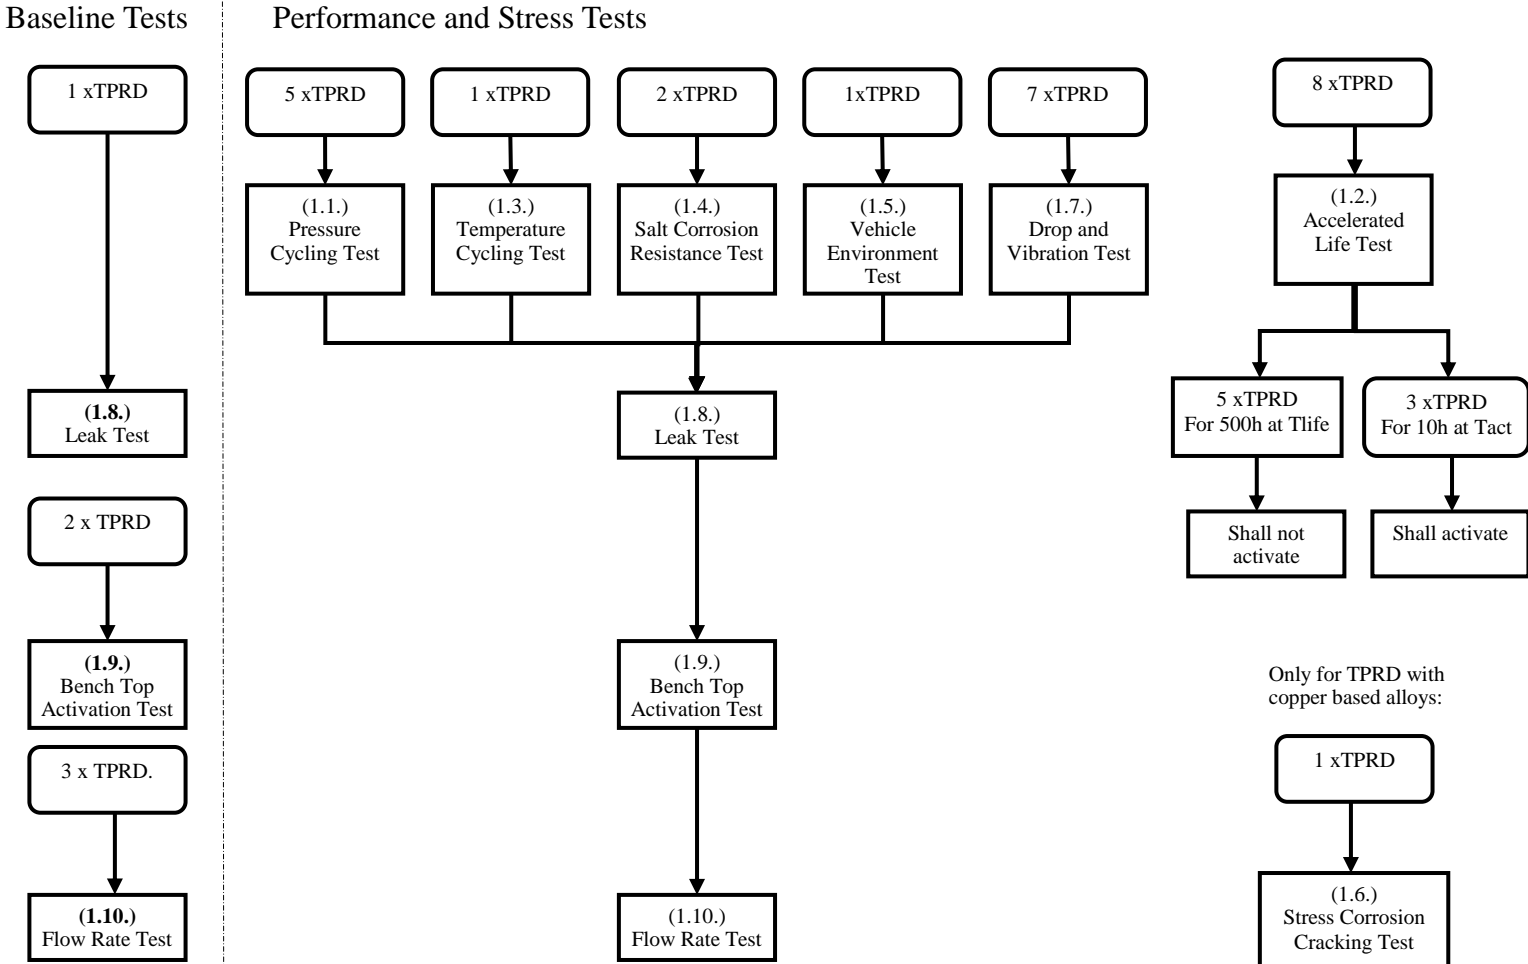 Baseline Tests
Performance and Stress Tests
1 xTPRD
(1.8.)
Leak Test
2 x TPRD
(1.9.)
Bench Top
Activation Test
3 x TPRD.
(1.10.)
Flow Rate Test
5 xTPRD
(1.1.)
Pressure
Cycling Test
1 xTPRD
(1.3.)
Temperature
Cycling Test
2 xTPRD
(1.4.)
Salt Corrosion
Resistance Test
1xTPRD
(1.5.)
Vehicle
Environment
Test
7 xTPRD
(1.7.)
Drop and
Vibration Test
(1.8.)
Leak Test
(1.9.)
Bench Top
Activation Test
(1.10.)
Flow Rate Test
8 xTPRD
(1.2.)
Accelerated
Life Test
5 xTPRD
For 500h at Tlife
3 xTPRD
For 10h at Tact
Shall not
activate
Shall activate
Only for TPRD with
copper based alloys:
1 xTPRD
(1.6.)
Stress Corrosion
Cracking Test